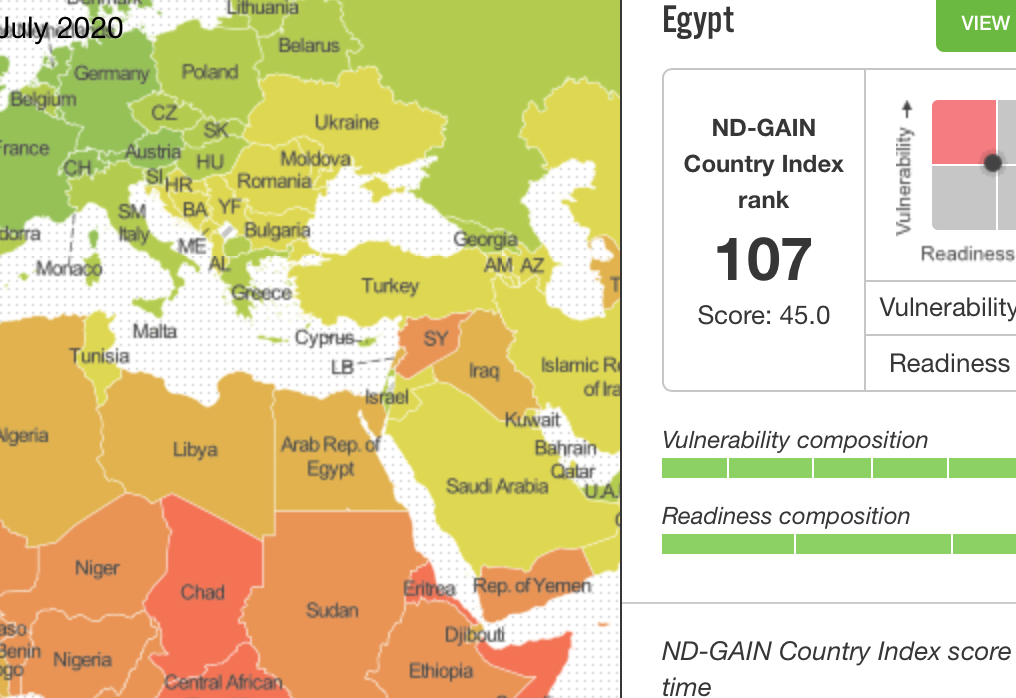 July 2020
Lithuania
Belarus
Germany
Poland
Belgium
CZ
Ukraine
SK
France
Austria
CH
HU
Moldova
SI
HR
Romania
BA
YF
SM
Italy
Bulgaria
dorra
ME
Georgia
AL
AM
AZ
Monaco
Turkey
Greece
T
Malta
Cyprus
SY
Tunisia
LB
Iraq
Islamic Re
of Ira
Israel
Kuwait
Algeria
Libya
Arab Rep. of
Egypt
Bahrain
Qatar
Saudi Arabia
U.A.
Niger
Chad
Eritrea
Rep. of Yemen
Sudan
aso
Djibouti
Benin
Nigeria
ogo
Ethiopia
Central African
Egypt
VIEW
ND-GAIN
Country Index
rank
107
Score: 45.0
Vulnerability
Readiness
Vulnerability
Readiness
Vulnerability composition
Readiness composition
ND-GAIN Country Index score
time